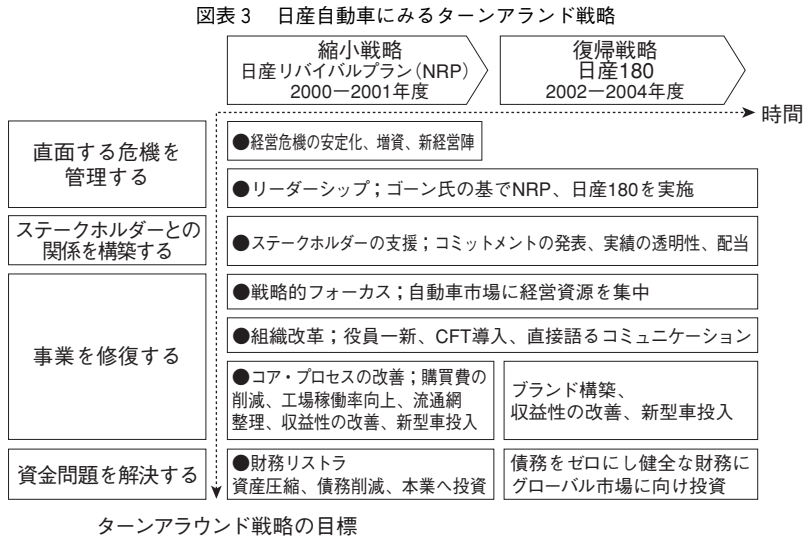 図表3 日産自動車にみるターンアランド戦略
縮小戦略
日産リバイバルプラン(NRP)
2000ー2001年度
復帰戦略
日産180
2002ー2004年度
時間
直面する危機を
管理する
●経営危機の安定化、増資、新経営陣
●リーダーシップ;ゴーン氏の基でNRP、日産180を実施
ステークホルダーとの
関係を構築する
●ステークホルダーの支援;コミットメントの発表、実績の透明性、配当
事業を修復する
●戦略的フォーカス;自動車市場に経営資源を集中
●組織改革;役員一新、CFT導入、直接語るコミュニケーション
●コア・プロセスの改善;購買費の
削減、工場稼働率向上、流通網
整理、収益性の改善、新型車投入
ブランド構築、
収益性の改善、新型車投入
資金問題を解決する
●財務リストラ
資産圧縮、債務削減、本業へ投資
債務をゼロにし健全な財務に
グローバル市場に向け投資
ターンアラウンド戦略の目標